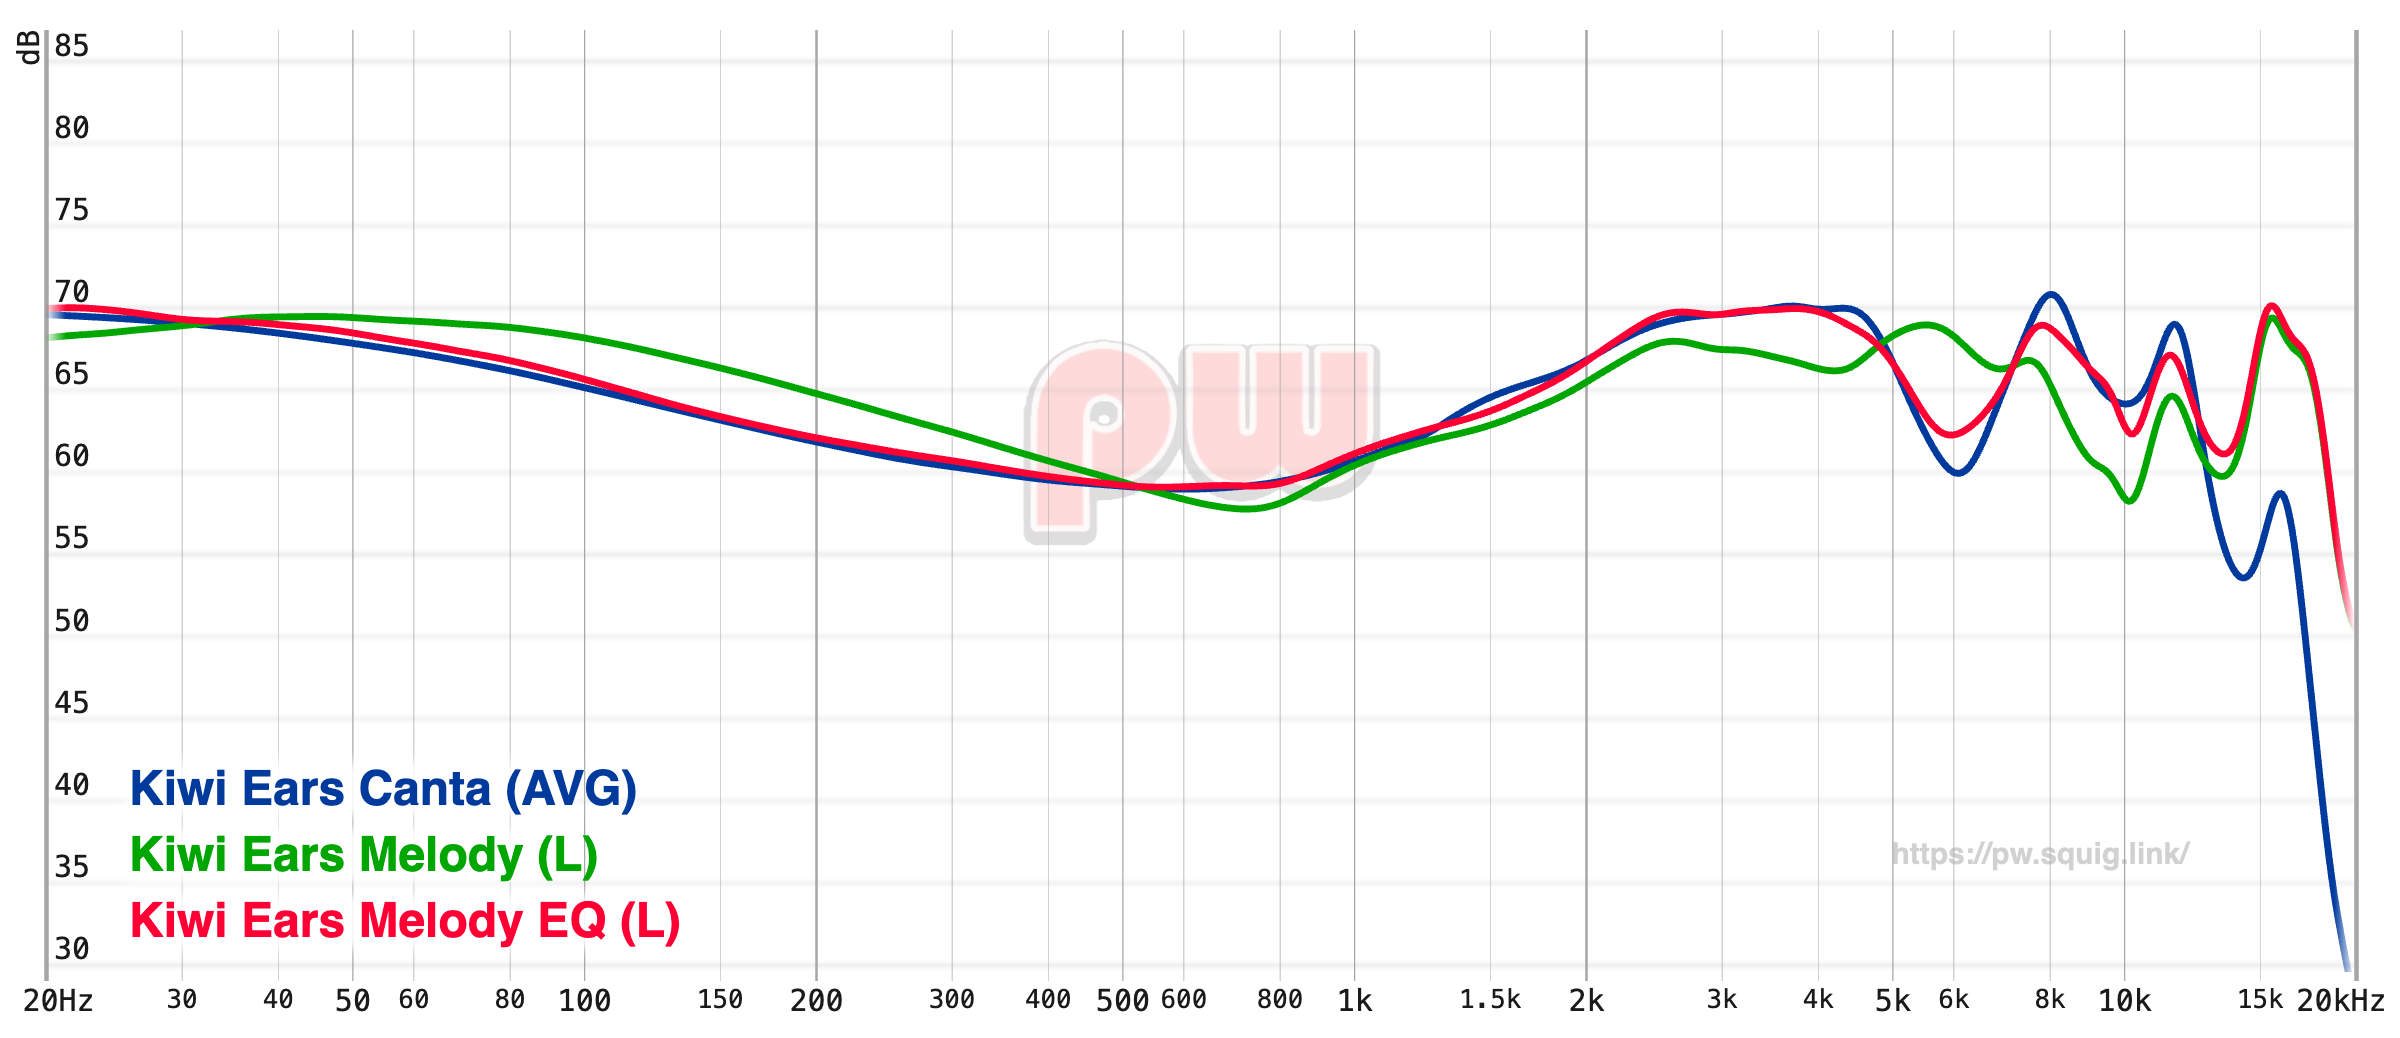 dB
85
80
75
70
65
60
55
50
45
40
35
30
pw
Kiwi Ears Canta (AVG)
Kiwi Ears Melody (L)
https://pw.squig.link/
Kiwi Ears Melody EQ (L)
20Hz 30 40 50 60 80 100 150 200 300 400 500 600 800 1k 1.5k 2k 3k 4k 5k 6k 8k 10k 15k 20kHz